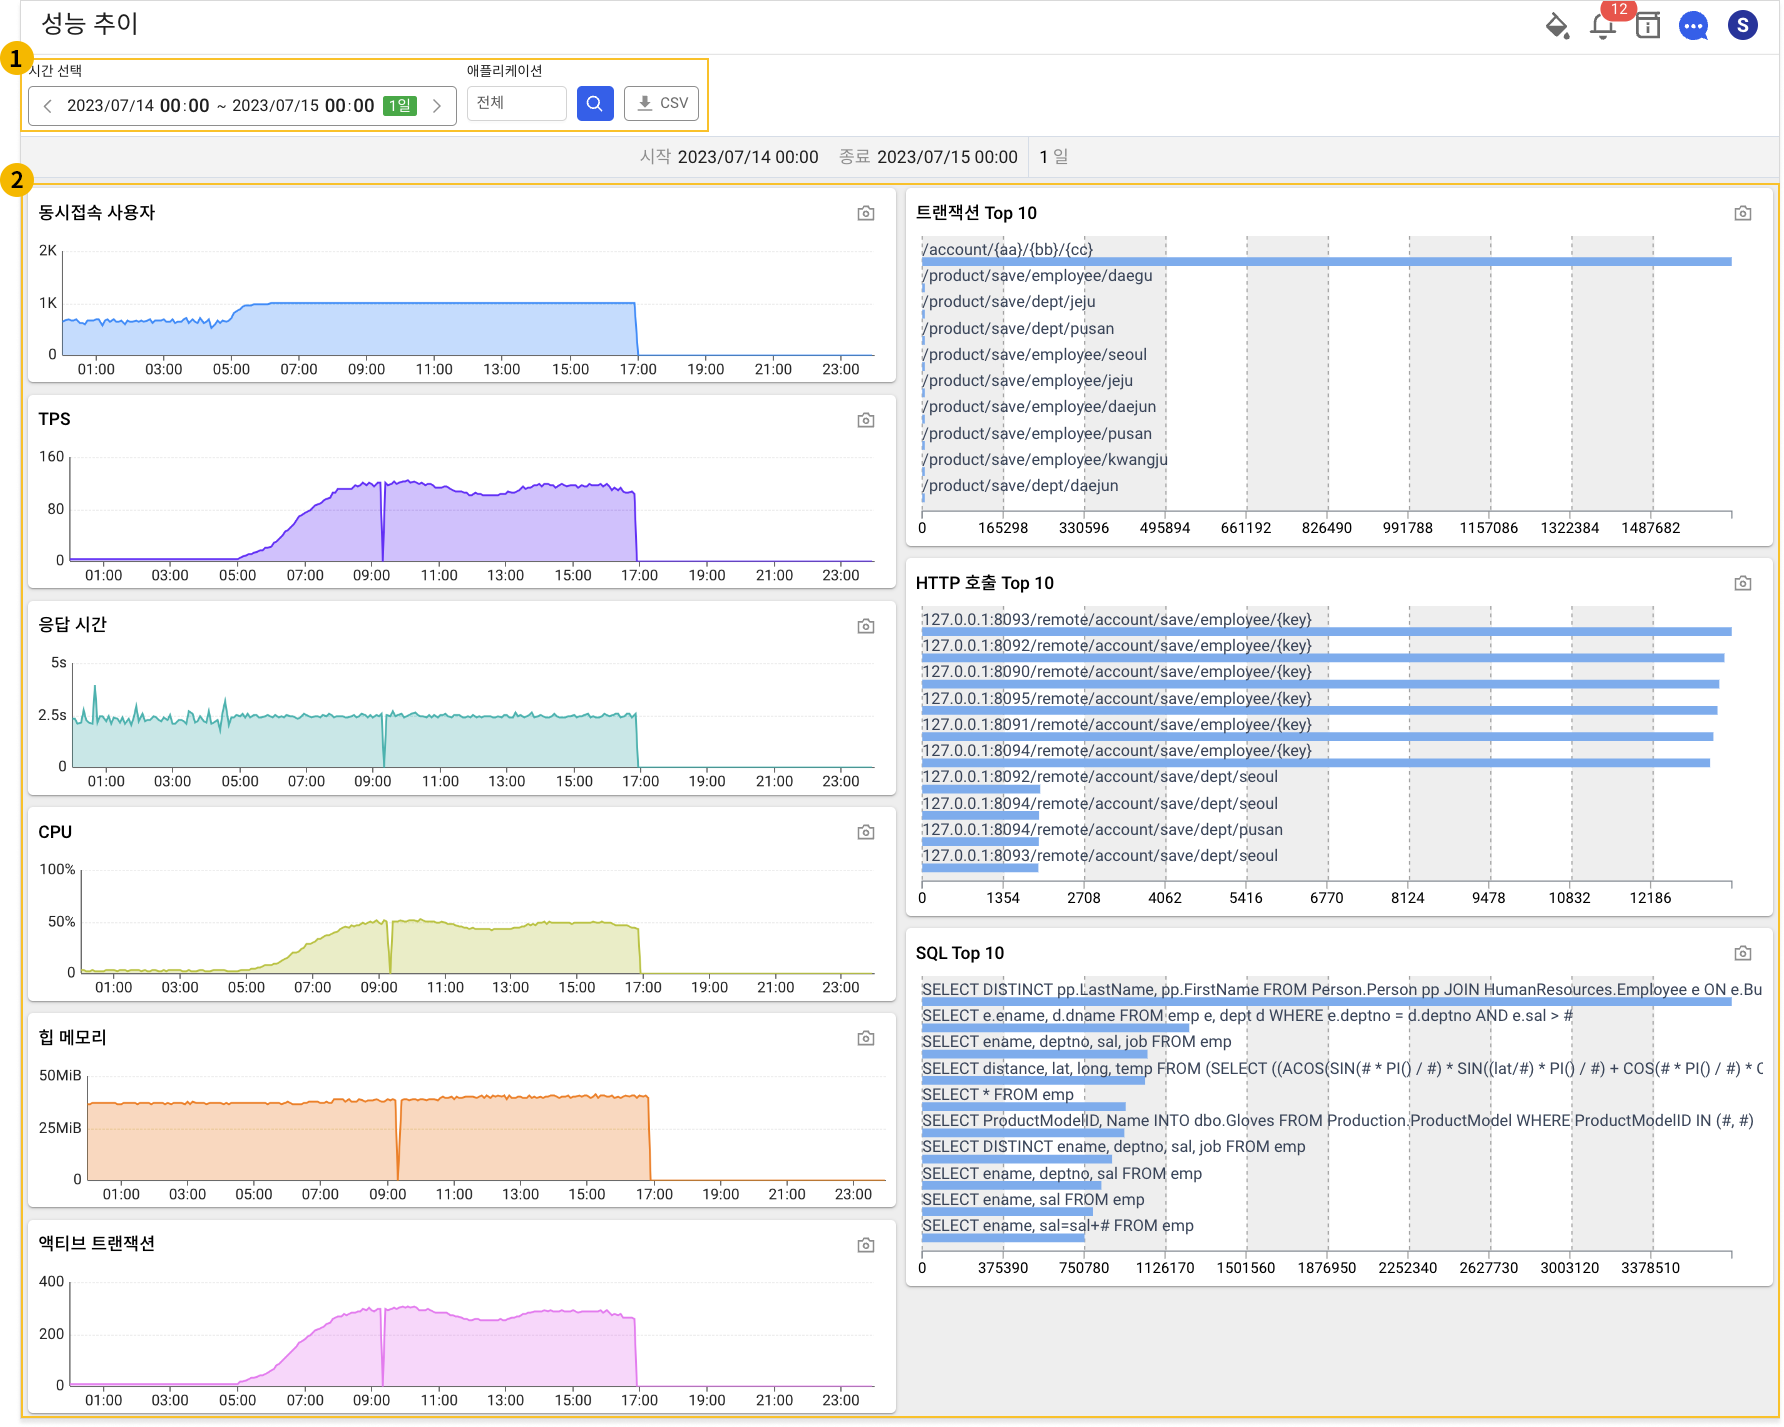 성능 추이
12
S
1
시간 선택
애플리케이션
2023/07/14 00:00 ~ 2023/07/15 00:00 1일
전체
CSV
시작 2023/07/14 00:00 종료 2023/07/15 00:00 1 일
2
동시접속 사용자
2K
1K
0
01:00 03:00 05:00 07:00 09:00 11:00 13:00 15:00 17:00 19:00 21:00 23:00
TPS
160
80
0
01:00 03:00 05:00 07:00 09:00 11:00 13:00 15:00 17:00 19:00 21:00 23:00
응답 시간
5s
2.5s
0
01:00 03:00 05:00 07:00 09:00 11:00 13:00 15:00 17:00 19:00 21:00 23:00
CPU
100%
50%
0
01:00 03:00 05:00 07:00 09:00 11:00 13:00 15:00 17:00 19:00 21:00 23:00
힙 메모리
50MiB
25MiB
0
01:00 03:00 05:00 07:00 09:00 11:00 13:00 15:00 17:00 19:00 21:00 23:00
액티브 트랜잭션
400
200
0
01:00 03:00 05:00 07:00 09:00 11:00 13:00 15:00 17:00 19:00 21:00 23:00
트랜잭션 Top 10
/account/{aa}/{bb}/{cc}
/product/save/employee/daegu
/product/save/dept/jeju
/product/save/dept/pusan
/product/save/employee/seoul
/product/save/employee/jeju
/product/save/employee/daejun
/product/save/employee/pusan
/product/save/employee/kwangju
/product/save/dept/daejun
0 165298 330596 495894 661192 826490 991788 1157086 1322384 1487682
HTTP 호출 Top 10
127.0.0.1:8093/remote/account/save/employee/{key}
127.0.0.1:8092/remote/account/save/employee/{key}
127.0.0.1:8090/remote/account/save/employee/{key}
127.0.0.1:8095/remote/account/save/employee/{key}
127.0.0.1:8091/remote/account/save/employee/{key}
127.0.0.1:8094/remote/account/save/employee/{key}
127.0.0.1:8092/remote/account/save/dept/seoul
127.0.0.1:8094/remote/account/save/dept/seoul
127.0.0.1:8094/remote/account/save/dept/pusan
127.0.0.1:8093/remote/account/save/dept/seoul
0 1354 2708 4062 5416 6770 8124 9478 10832 12186
SQL Top 10
SELECT DISTINCT pp.LastName, pp.FirstName FROM Person.Person pp JOIN HumanResources.Employee e ON e.Bu
SELECT e.ename, d.dname FROM emp e, dept d WHERE e.deptno = d.deptno AND e.sal > #
SELECT ename, deptno, sal, job FROM emp
SELECT distance, lat, long, temp FROM (SELECT ((ACOS(SIN(# * PI() / #) * SIN((lat/#) * PI() / #) + COS(# * PI() / #) * C
SELECT * FROM emp
SELECT ProductModelID, Name INTO dbo.Gloves FROM Production.ProductModel WHERE ProductModelID IN (#, #)
SELECT DISTINCT ename, deptno, sal, job FROM emp
SELECT ename, deptno, sal FROM emp
SELECT ename, sal FROM emp
SELECT ename, sal=sal+# FROM emp
0 375390 750780 1126170 1501560 1876950 2252340 2627730 3003120 3378510